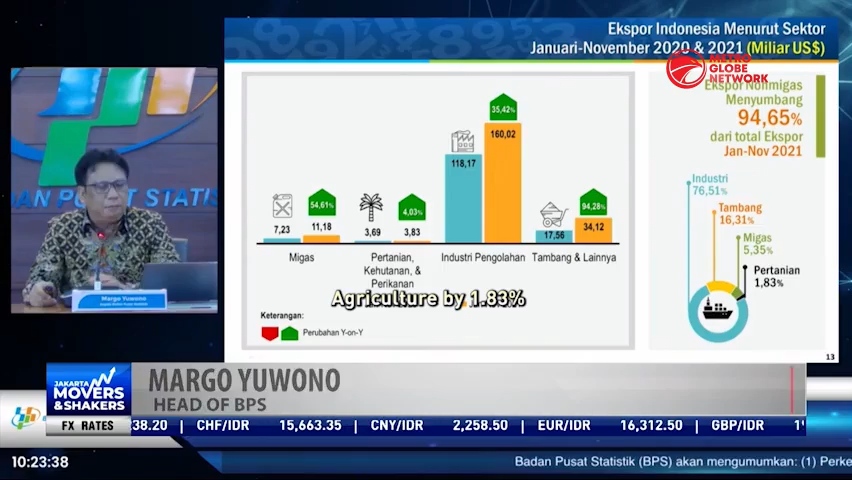 Ekspor Indonesia Menurut Sektor
Januari-November 2020 & 2021 (Miliar US$)
METRO
GLOBE
NETWORK
Ekspor Nonmigas
Menyumbang
94,65%
dari total Ekspor
Jan-Nov 2021
35,42%
160,02
118,17
54,61%
4,03%
94,28%
7,23
11,18
3,69
3,83
17,56
34,12
Migas
Pertanian,
Kehutanan, &
Perikanan
Industri Pengolahan
Tambang & Lainnya
Industri
76,51%
Tambang
16,31%
Migas
5,35%
Pertanian
1,83%
Agriculture by 1.83%
Keterangan:
Perubahan Y-on-Y
13
DAN PUSAT STATIS
Margo Yuwono
JAKARTA
MOVERS
& SHAKERS
MARGO YUWONO
HEAD OF BPS
FX RATES
38.20 | CHF/IDR 15,663.35 | CNY/IDR 2,258.50 | EUR/IDR 16,312.50 | GBP/IDR
10:23:38
Badan Pusat Statistik (BPS) akan mengumumkan: (1) Perke